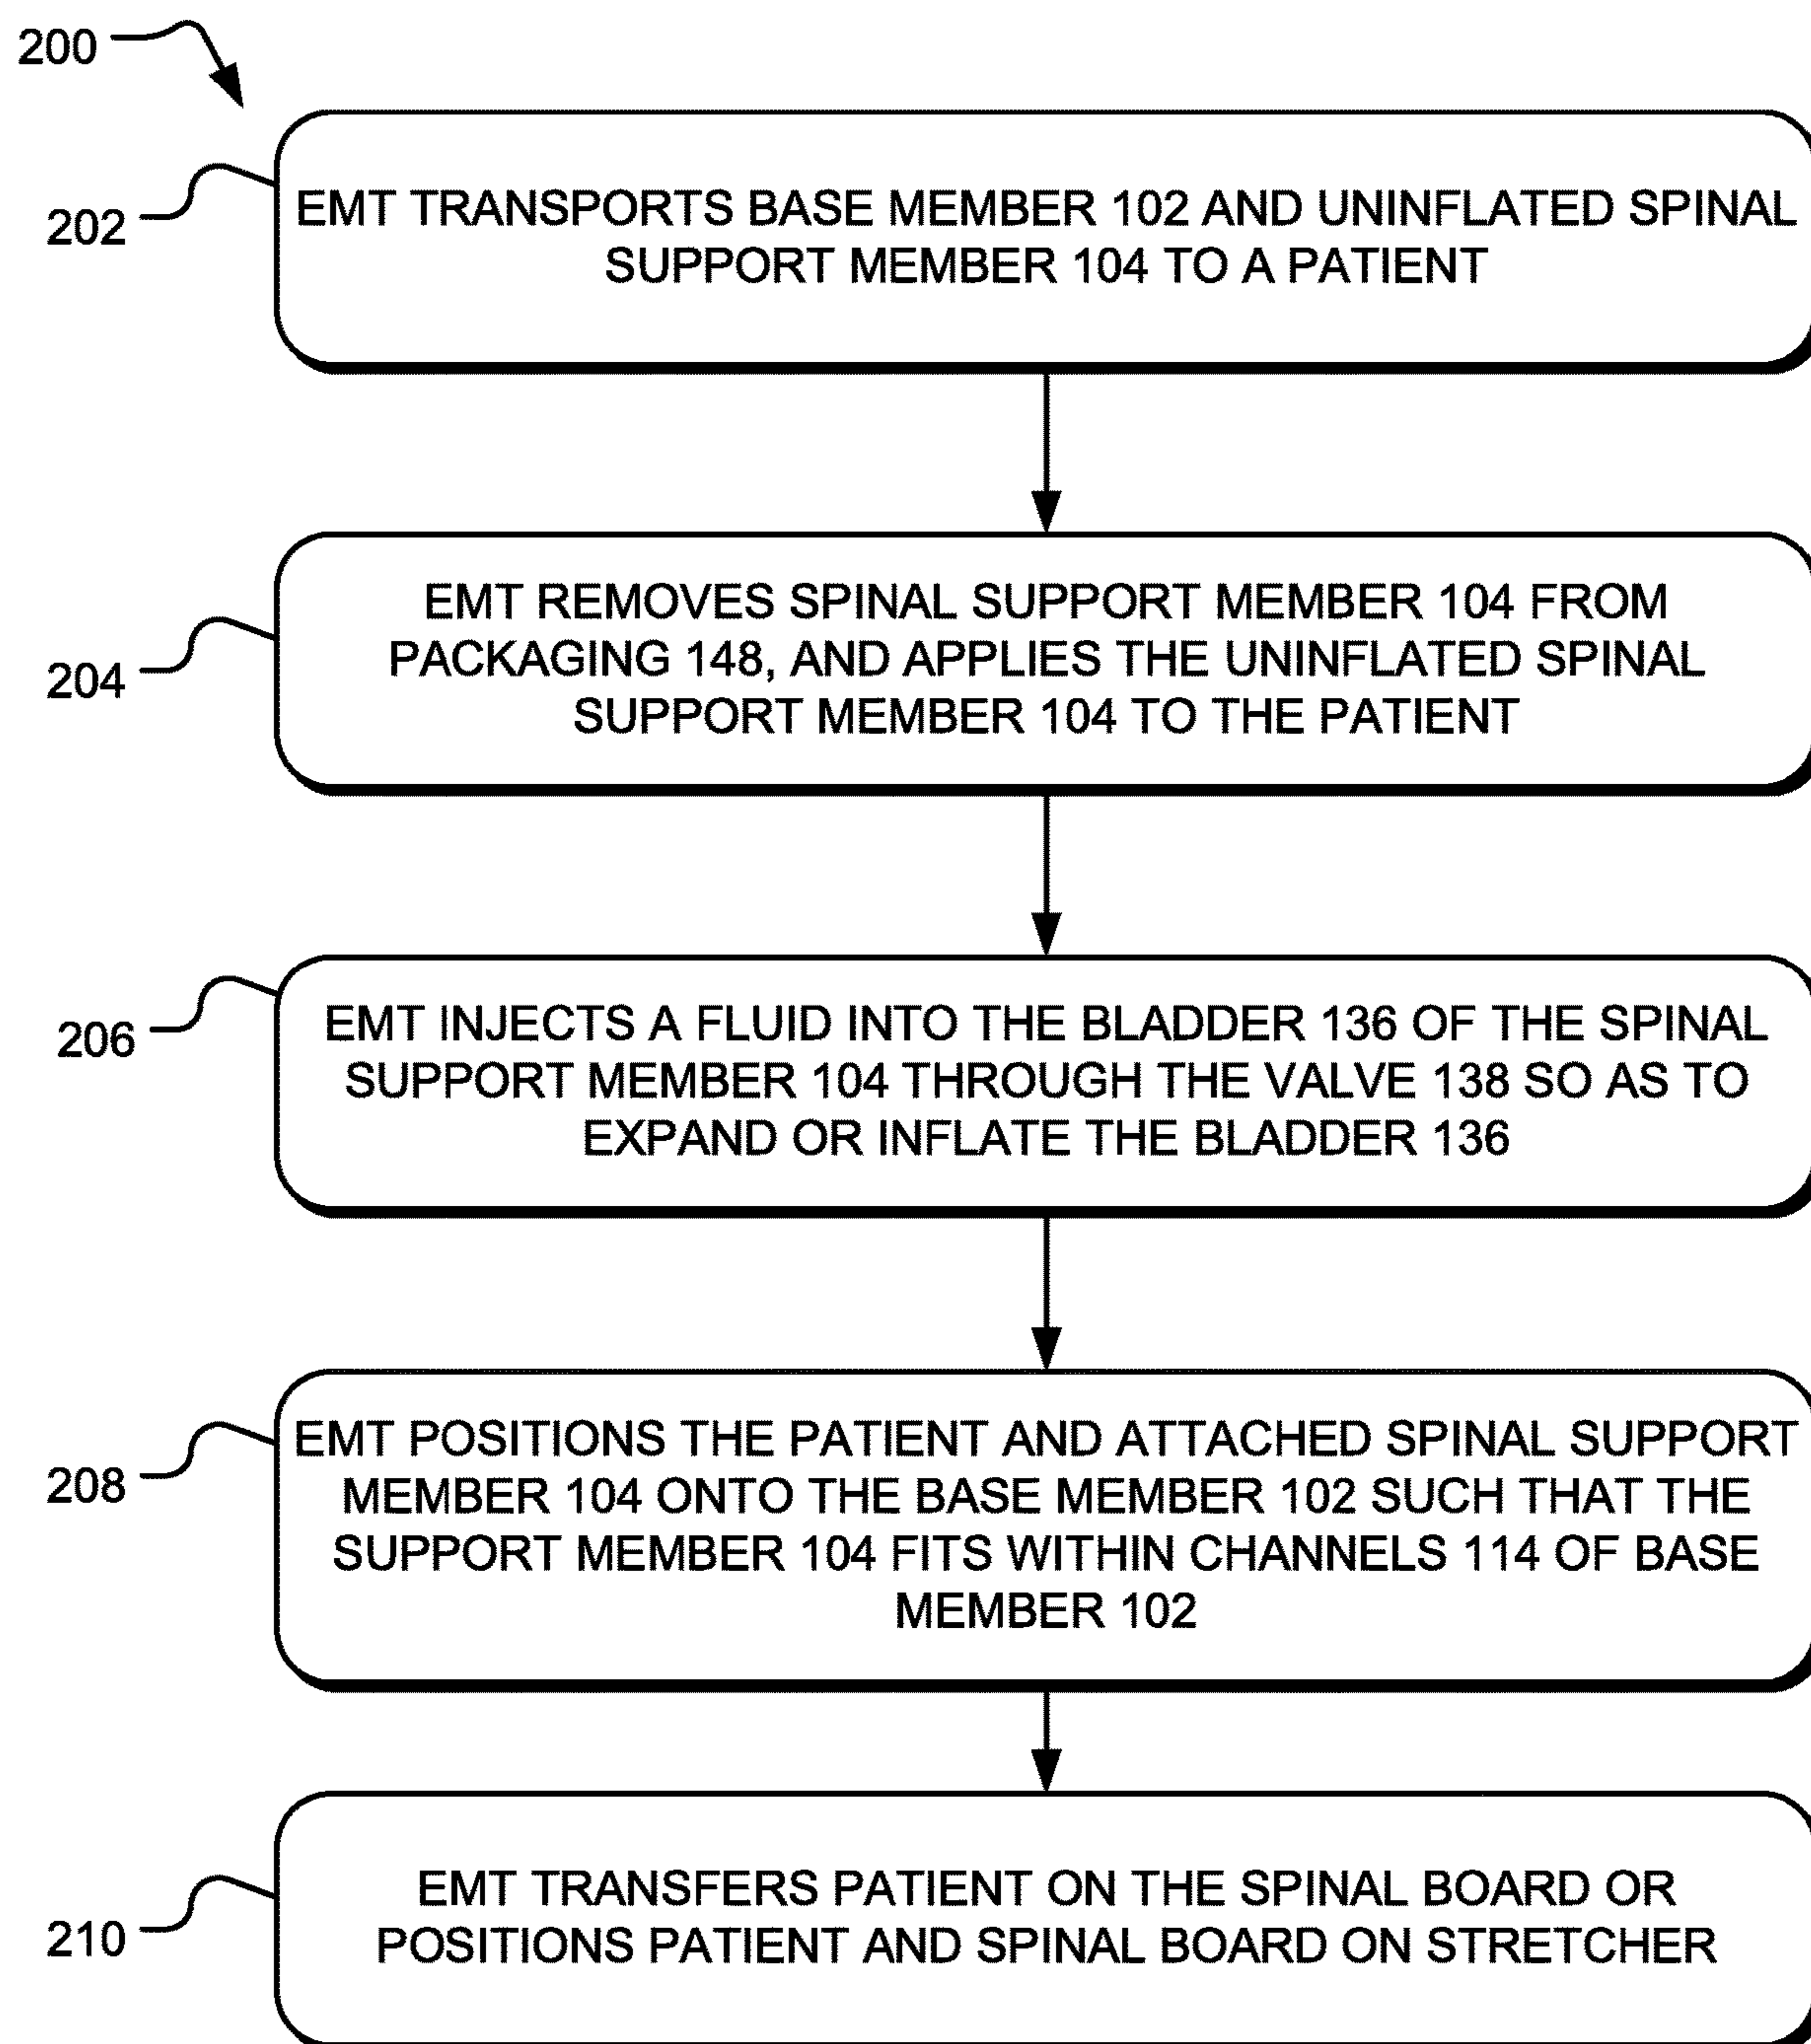 200
202
EMT TRANSPORTS BASE MEMBER 102 AND UNINFLATED SPINAL
SUPPORT MEMBER 104 TO A PATIENT
204
EMT REMOVES SPINAL SUPPORT MEMBER 104 FROM
PACKAGING 148, AND APPLIES THE UNINFLATED SPINAL
SUPPORT MEMBER 104 TO THE PATIENT
206
EMT INJECTS A FLUID INTO THE BLADDER 136 OF THE SPINAL
SUPPORT MEMBER 104 THROUGH THE VALVE 138 SO AS TO
EXPAND OR INFLATE THE BLADDER 136
208
EMT POSITIONS THE PATIENT AND ATTACHED SPINAL SUPPORT
MEMBER 104 ONTO THE BASE MEMBER 102 SUCH THAT THE
SUPPORT MEMBER 104 FITS WITHIN CHANNELS 114 OF BASE
MEMBER 102
210
EMT TRANSFERS PATIENT ON THE SPINAL BOARD OR
POSITIONS PATIENT AND SPINAL BOARD ON STRETCHER